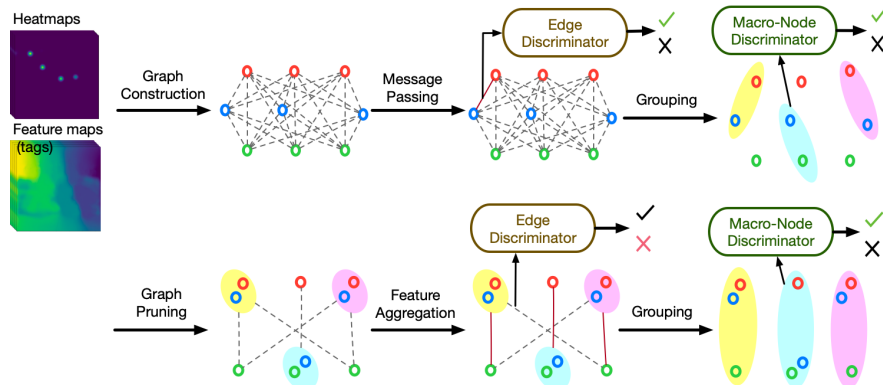 Heatmaps
Graph
Construction
Message
Passing
Edge
Discriminator
Grouping
Macro-Node
Discriminator
Feature maps
(tags)
Graph
Pruning
Feature
Aggregation
Edge
Discriminator
Grouping
Macro-Node
Discriminator